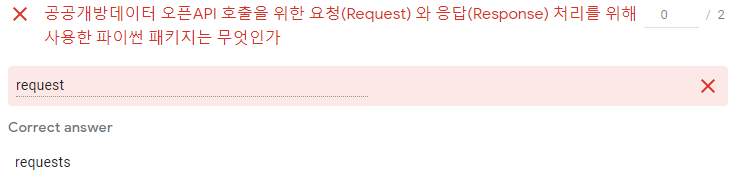 공공개방데이터 오픈API 호출을 위한 요청(Request) 와 응답(Response) 처리를 위해 0 / 2
사용한 파이썬 패키지는 무엇인가
request
Correct answer
requests